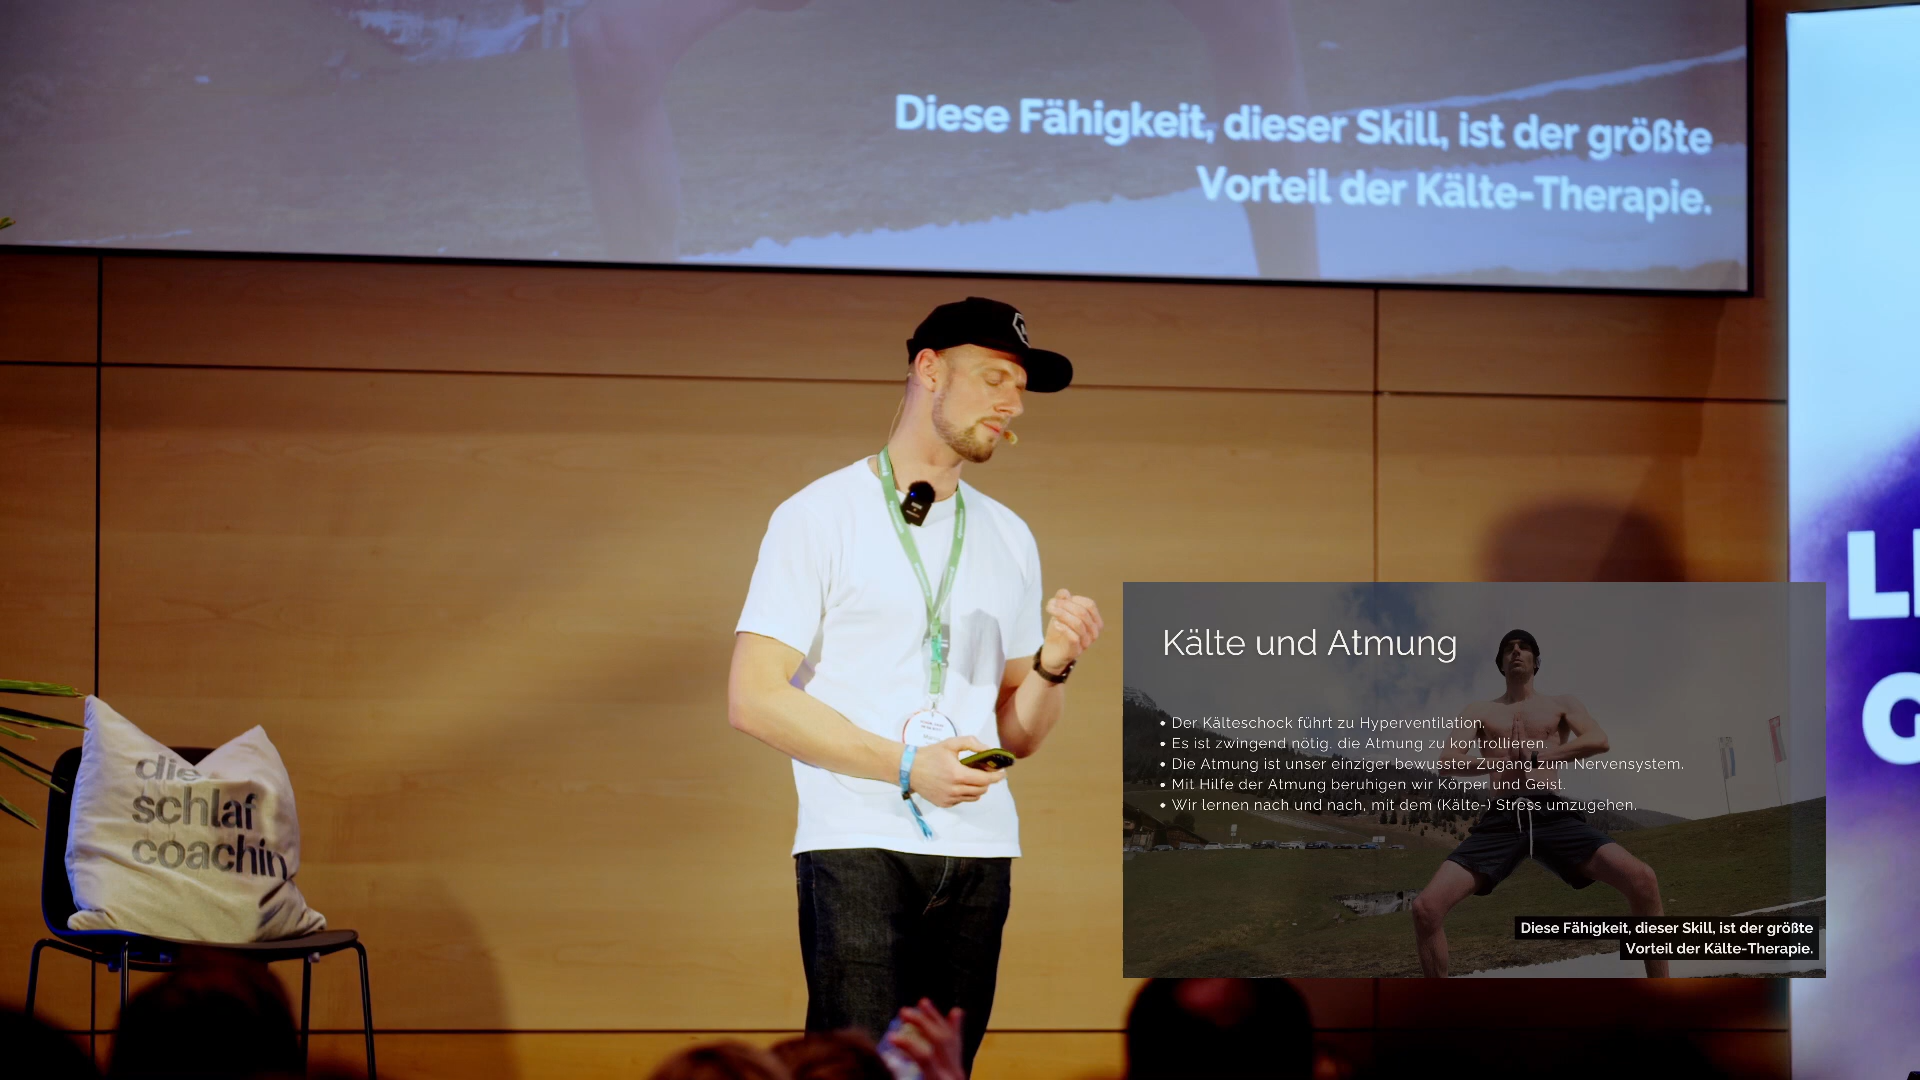 Diese Fähigkeit, dieser Skill, ist der größte
Vorteil der Kälte-Therapie.
die
schlaf
coachin
Kälte und Atmung
• Der Kälteschock führt zu Hyperventilation.
• Es ist zwingend nötig, die Atmung zu kontrollieren.
• Die Atmung ist unser einziger bewusster Zugang zum Nervensystem.
• Mit Hilfe der Atmung beruhigen wir Körper und Geist.
• Wir lernen nach und nach, mit dem (Kälte-) Stress umzugehen.
Diese Fähigkeit, dieser Skill, ist der größte
Vorteil der Kälte-Therapie.
L
G